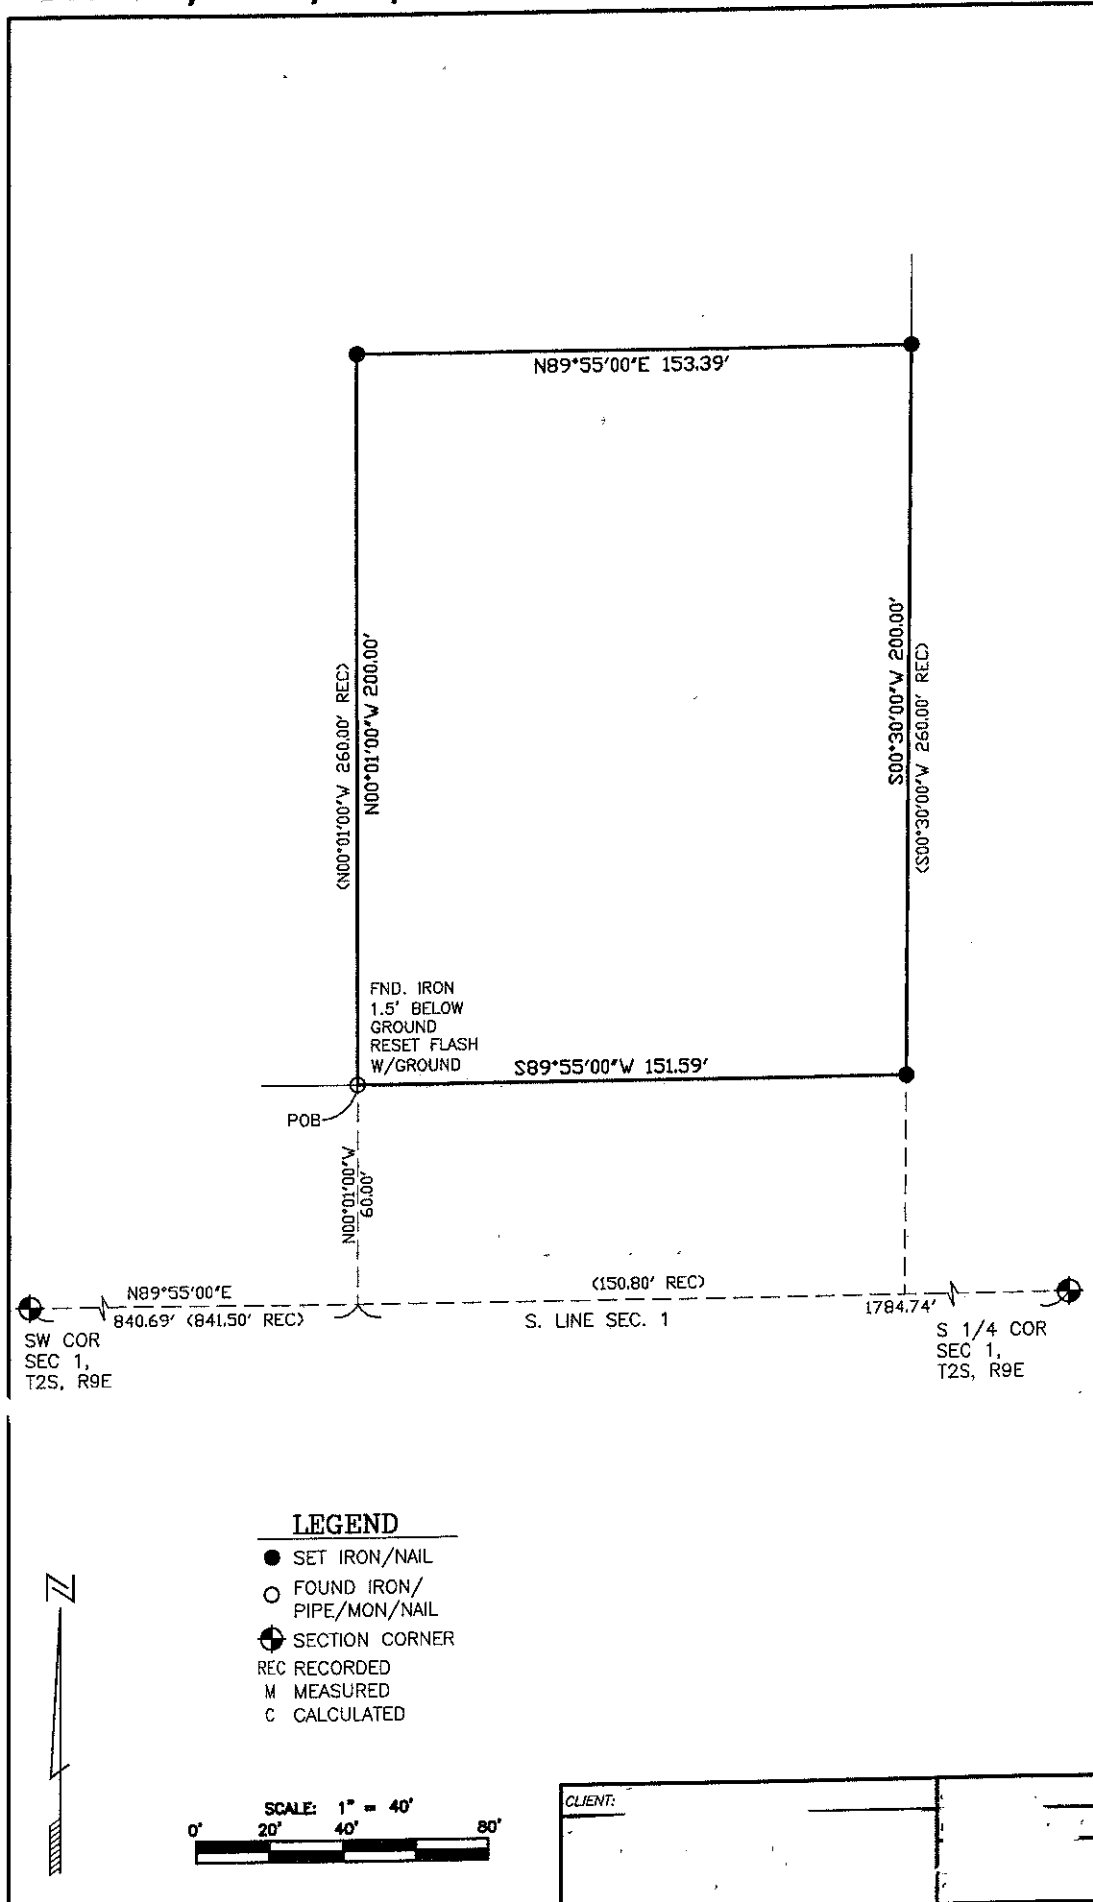 N89°55'00"E 153.39'
(N00°01'00"W 260.00' REC)
N00°01'00"W 200.00'
S00°30'00"W 200.00'
(S00°30'00"W 260.00' REC)
FND. IRON
1.5' BELOW
GROUND
RESET FLASH
W/GROUND
S89°55'00"W 151.59'
POB
N00°01'00"W
60.00'
N89°55'00"E
840.69' (841.50' REC)
(150.80' REC)
S. LINE SEC. 1
1784.74'
SW COR
SEC 1,
T2S, R9E
S 1/4 COR
SEC 1,
T2S, R9E
LEGEND
SET IRON/NAIL
FOUND IRON/
PIPE/MON/NAIL
SECTION CORNER
REC RECORDED
M MEASURED
C CALCULATED
N
SCALE: 1" = 40'
0' 20' 40' 80'
CLIENT: